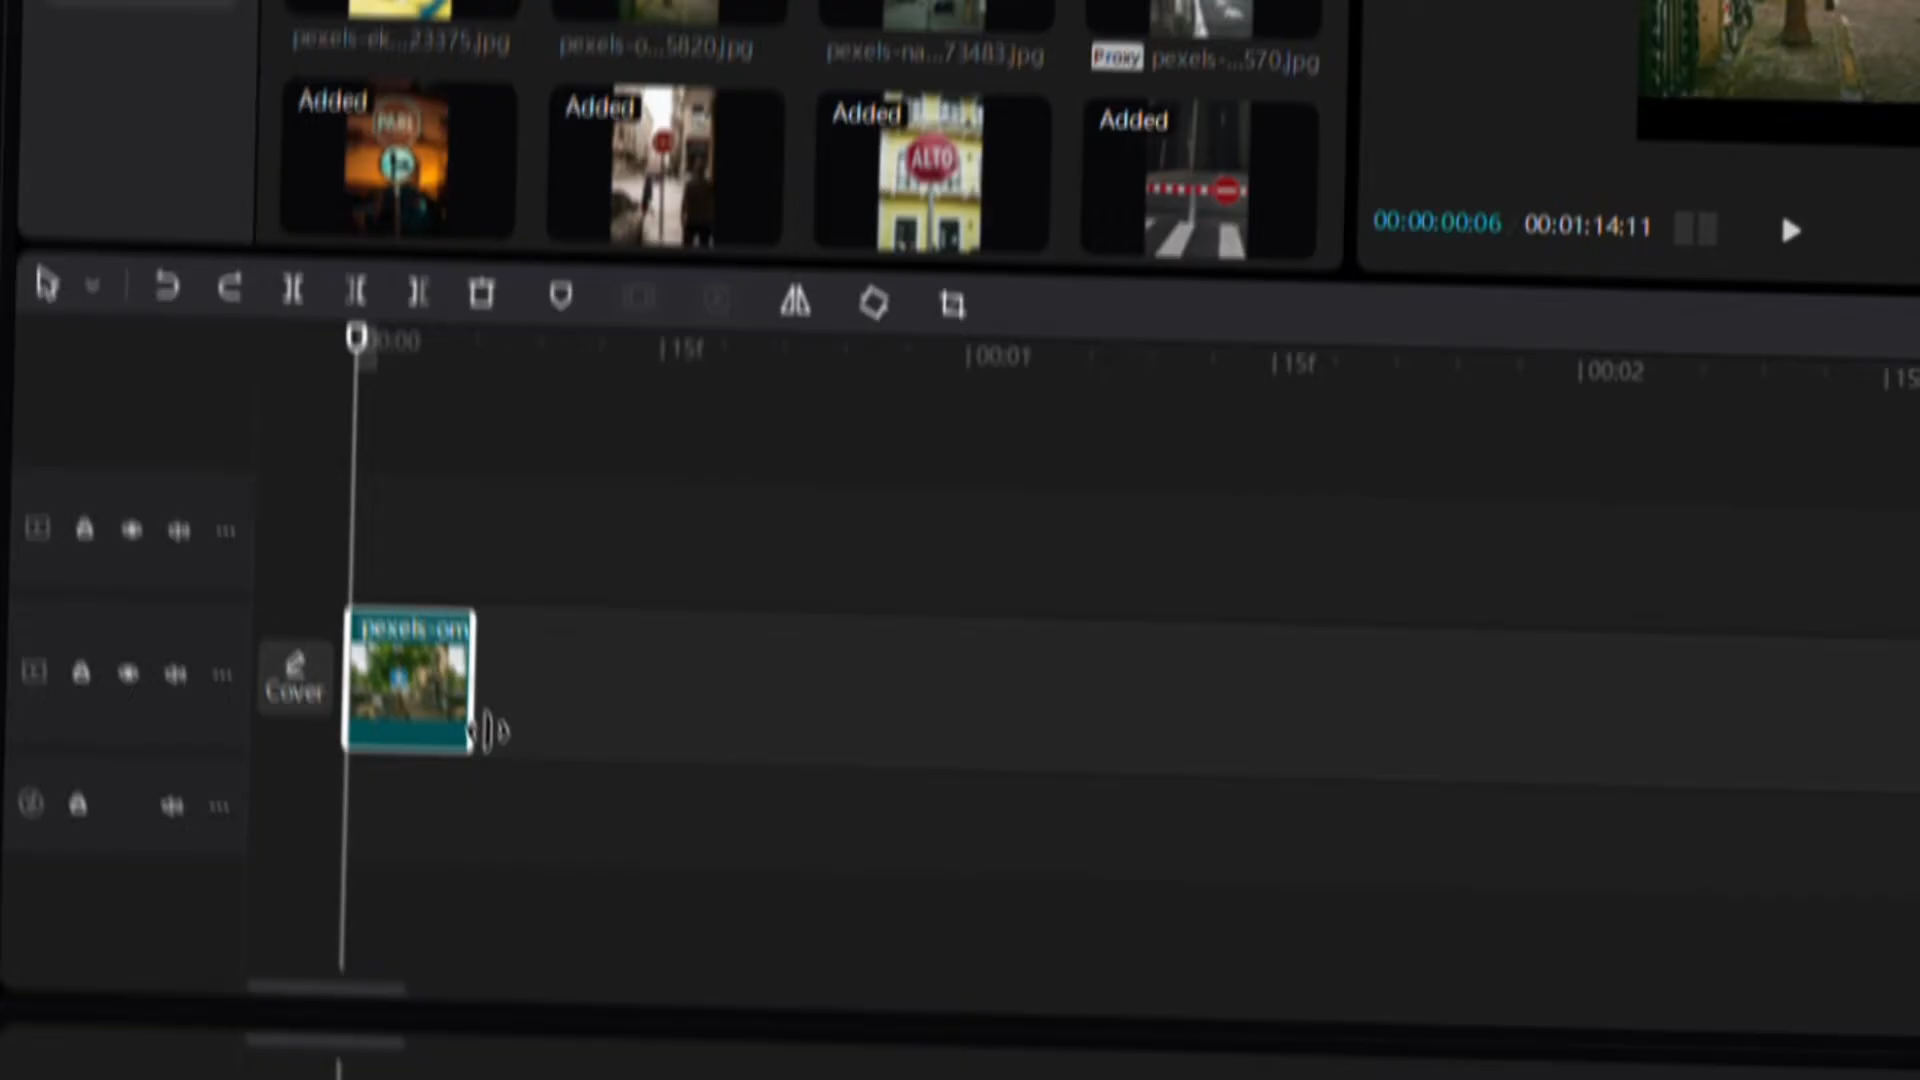 pexels-ek...23375.jpg
pexels-o...5820.jpg
pexels-na...73483.jpg
Proxy pexels-...570.jpg
Added
Added
Added
Added
PARE
ALTO
00:00:00:06 00:01:14:11
00:00
15f
00:01
15f
00:02
15
pexels-om
Cover